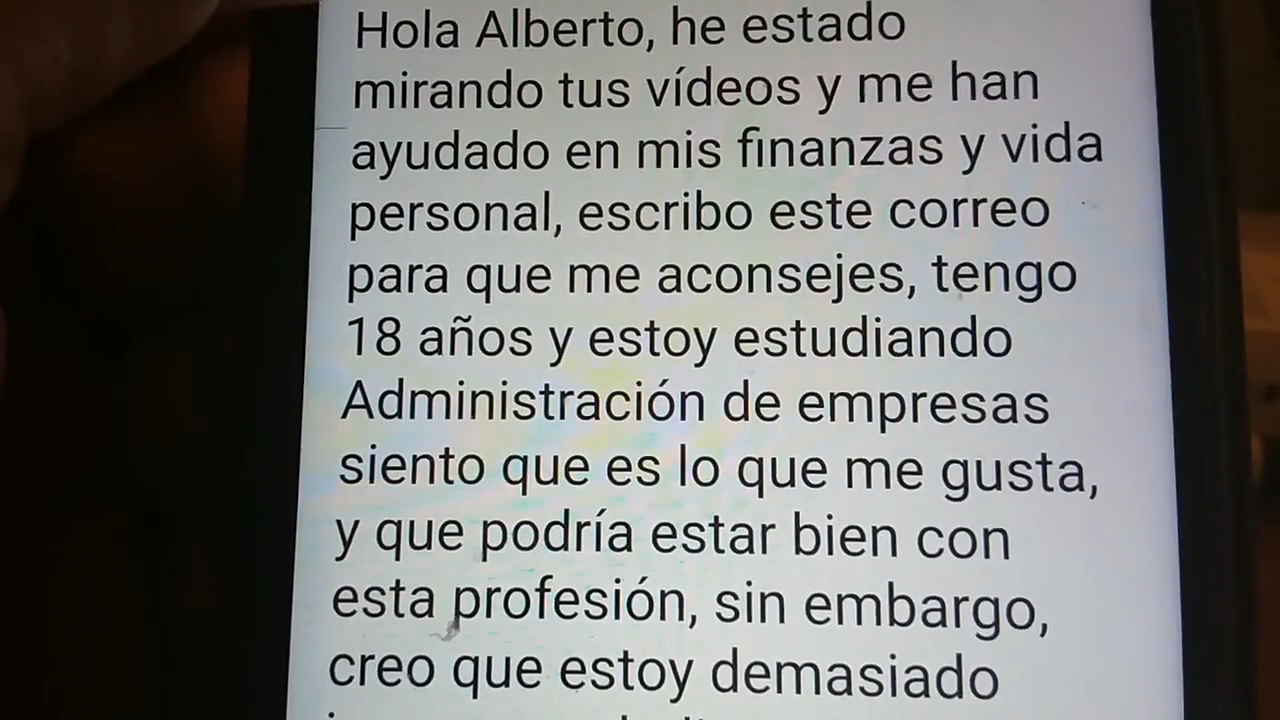 Hola Alberto, he estado
mirando tus vídeos y me han
ayudado en mis finanzas y vida
personal, escribo este correo
para que me aconsejes, tengo
18 años y estoy estudiando
Administración de empresas
siento que es lo que me gusta,
y que podría estar bien con
esta profesión, sin embargo,
creo que estoy demasiado